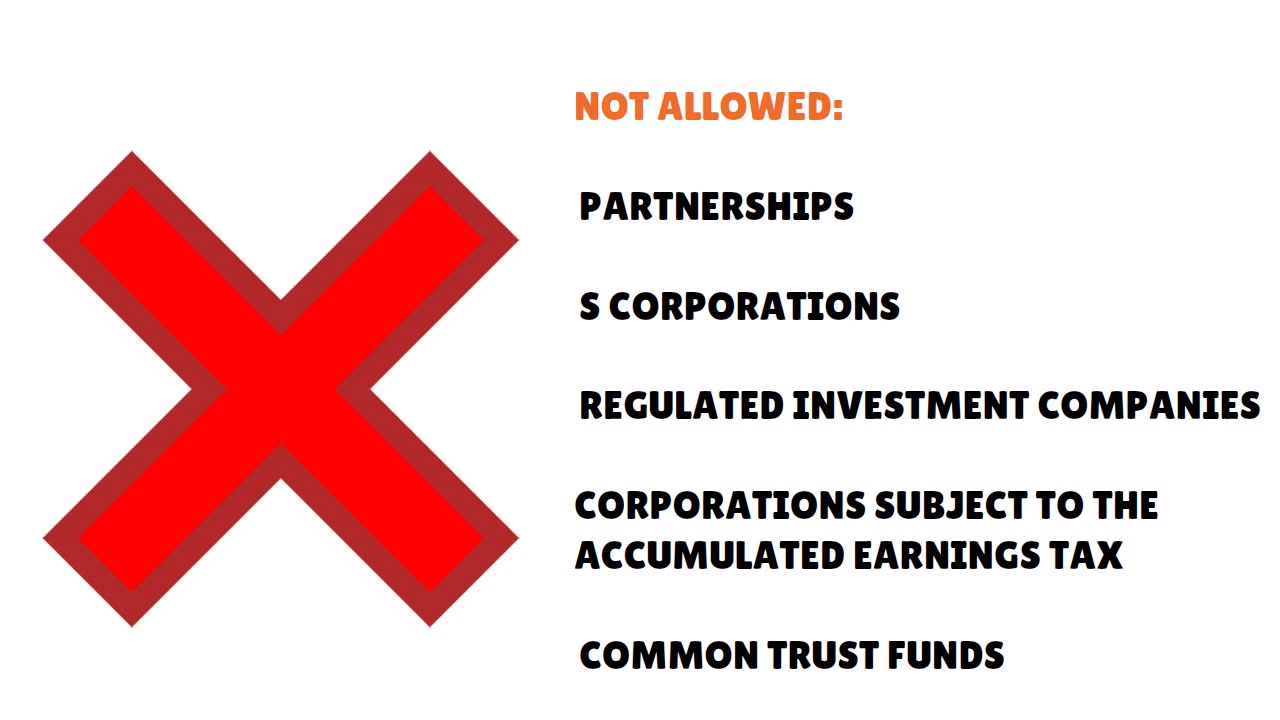 NOT ALLOWED:
PARTNERSHIPS
S CORPORATIONS
REGULATED INVESTMENT COMPANIES
CORPORATIONS SUBJECT TO THE
ACCUMULATED EARNINGS TAX
COMMON TRUST FUNDS